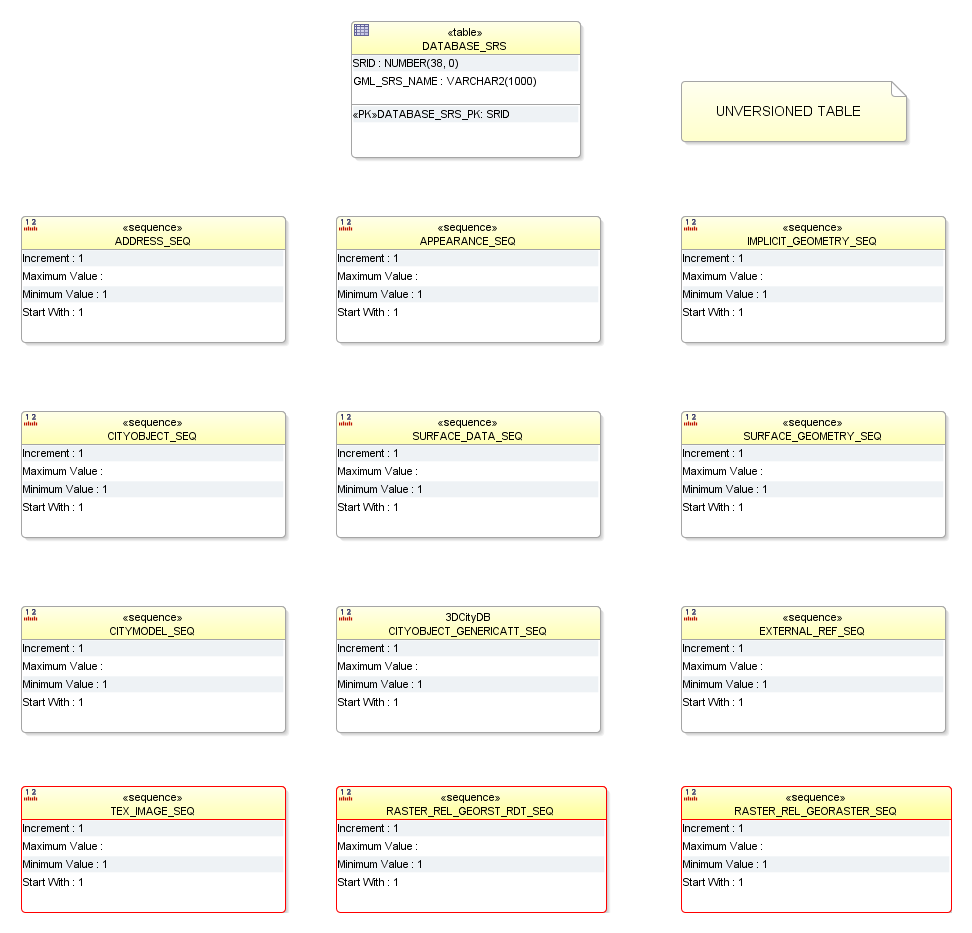 «table»
DATABASE_SRS
SRID : NUMBER(38, 0)
GML_SRS_NAME : VARCHAR2(1000)
«PK»DATABASE_SRS_PK: SRID
UNVERSIONED TABLE
1 2
«sequence»
ADDRESS_SEQ
Increment : 1
Maximum Value :
Minimum Value : 1
Start With : 1
1 2
«sequence»
APPEARANCE_SEQ
Increment : 1
Maximum Value :
Minimum Value : 1
Start With : 1
1 2
«sequence»
IMPLICIT_GEOMETRY_SEQ
Increment : 1
Maximum Value :
Minimum Value : 1
Start With : 1
1 2
«sequence»
CITYOBJECT_SEQ
Increment : 1
Maximum Value :
Minimum Value : 1
Start With : 1
1 2
«sequence»
SURFACE_DATA_SEQ
Increment : 1
Maximum Value :
Minimum Value : 1
Start With : 1
1 2
«sequence»
SURFACE_GEOMETRY_SEQ
Increment : 1
Maximum Value :
Minimum Value : 1
Start With : 1
1 2
«sequence»
CITYMODEL_SEQ
Increment : 1
Maximum Value :
Minimum Value : 1
Start With : 1
1 2
3DCityDB
CITYOBJECT_GENERICATT_SEQ
Increment : 1
Maximum Value :
Minimum Value : 1
Start With : 1
1 2
«sequence»
EXTERNAL_REF_SEQ
Increment : 1
Maximum Value :
Minimum Value : 1
Start With : 1
1 2
«sequence»
TEX_IMAGE_SEQ
Increment : 1
Maximum Value :
Minimum Value : 1
Start With : 1
1 2
«sequence»
RASTER_REL_GEORST_RDT_SEQ
Increment : 1
Maximum Value :
Minimum Value : 1
Start With : 1
1 2
«sequence»
RASTER_REL_GEORASTER_SEQ
Increment : 1
Maximum Value :
Minimum Value : 1
Start With : 1